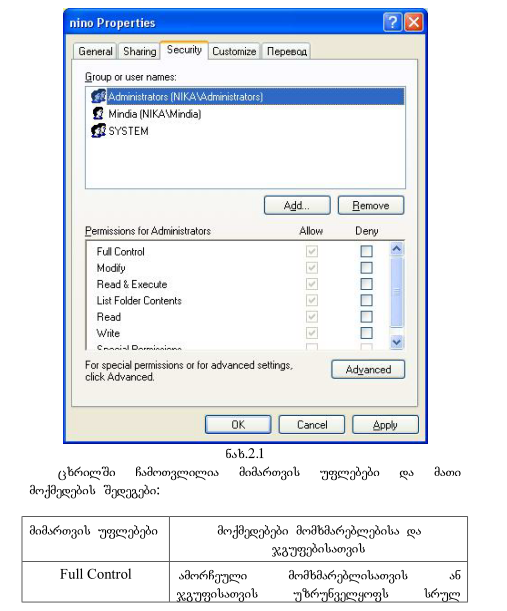 nino Properties
General Sharing Security Customize Перевод
Group or user names:
Administrators (NIKA\Administrators)
Mindia (NIKA\Mindia)
SYSTEM
Add... Remove
Permissions for Administrators Allow Deny
Full Control
Modify
Read & Execute
List Folder Contents
Read
Write
Special Permissions
For special permissions or for advanced settings,
click Advanced.
Advanced
OK Cancel Apply
ნახ.2.1
ცხრილში ჩამოთვლილია მიმართვის უფლებები და მათი
მოქმედების შედეგები:
მიმართვის უფლებები
მოქმედებები მომხმარებლებისა და
ჯგუფებისათვის
Full Control
ამორჩეული მომხმარებლისათვის ან
ჯგუფისათვის უზრუნველყოფს სრულ